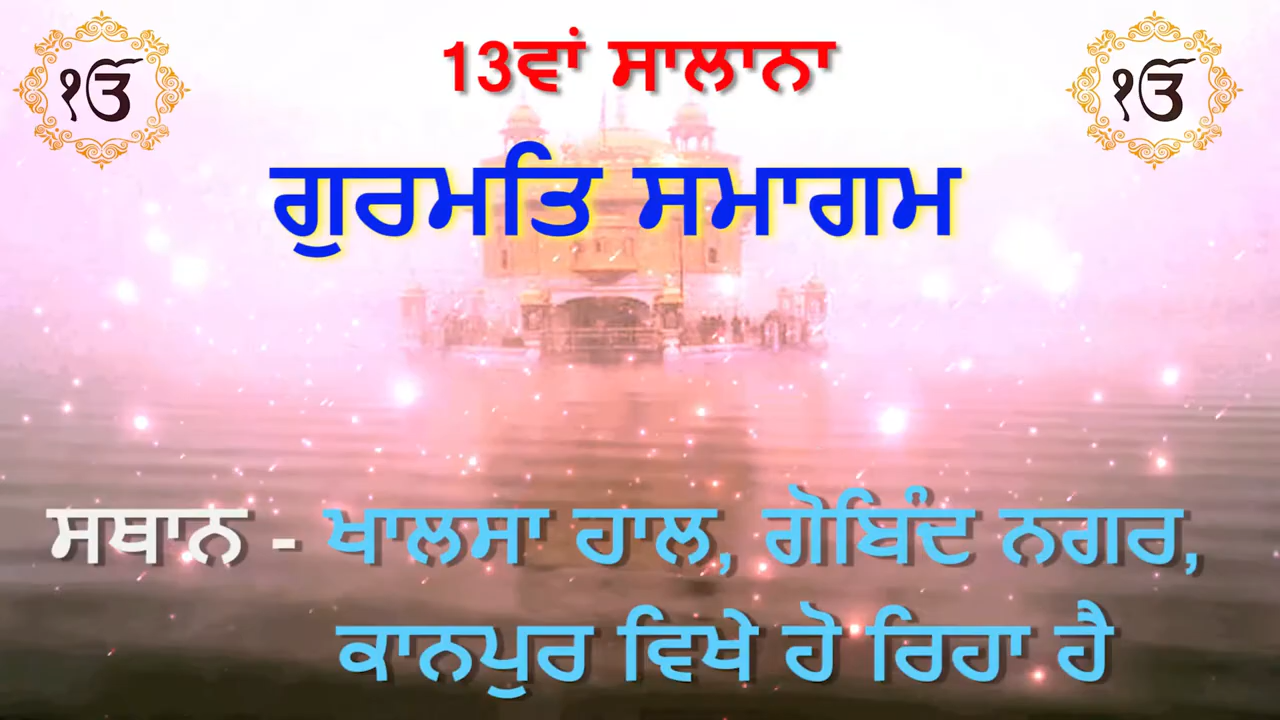 ੴ ੴ
13ਵਾਂ ਸਾਲਾਨਾ
ਗੁਰਮਤਿ ਸਮਾਗਮ
ਸਥਾਨ - ਖਾਲਸਾ ਹਾਲ, ਗੋਬਿੰਦ ਨਗਰ,
ਕਾਨਪੁਰ ਵਿਖੇ ਹੋ ਰਿਹਾ ਹੈ